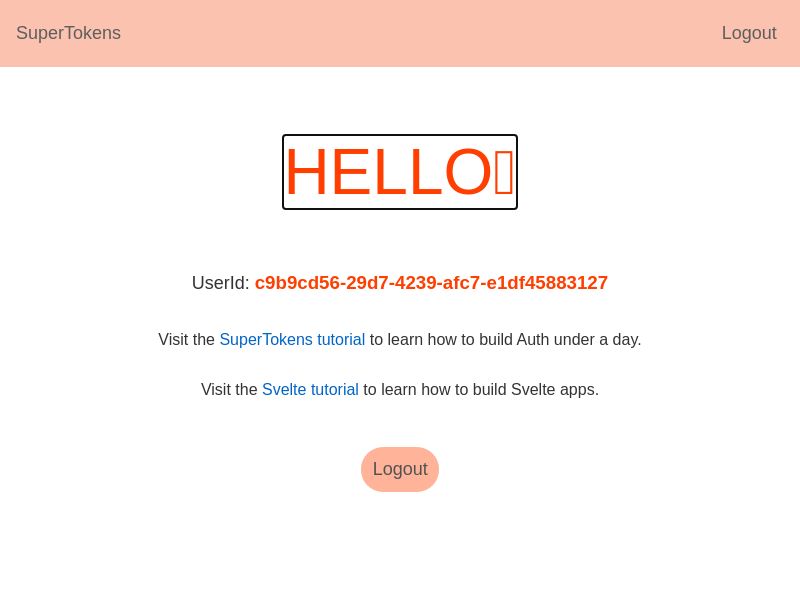 SuperTokens
Logout
HELLO
UserId: c9b9cd56-29d7-4239-afc7-e1df45883127
Visit the SuperTokens tutorial to learn how to build Auth under a day.
Visit the Svelte tutorial to learn how to build Svelte apps.
Logout